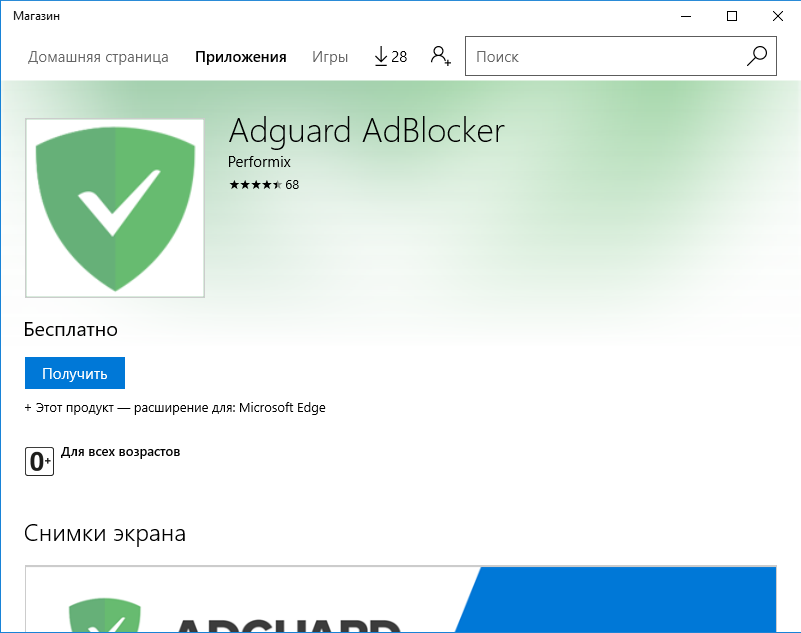 Магазин
Домашняя страница Приложения Игры 28 Поиск
Adguard AdBlocker
Performix
68
Бесплатно
Получить
+ Этот продукт — расширение для: Microsoft Edge
0+ Для всех возрастов
Снимки экрана
ADGUARD